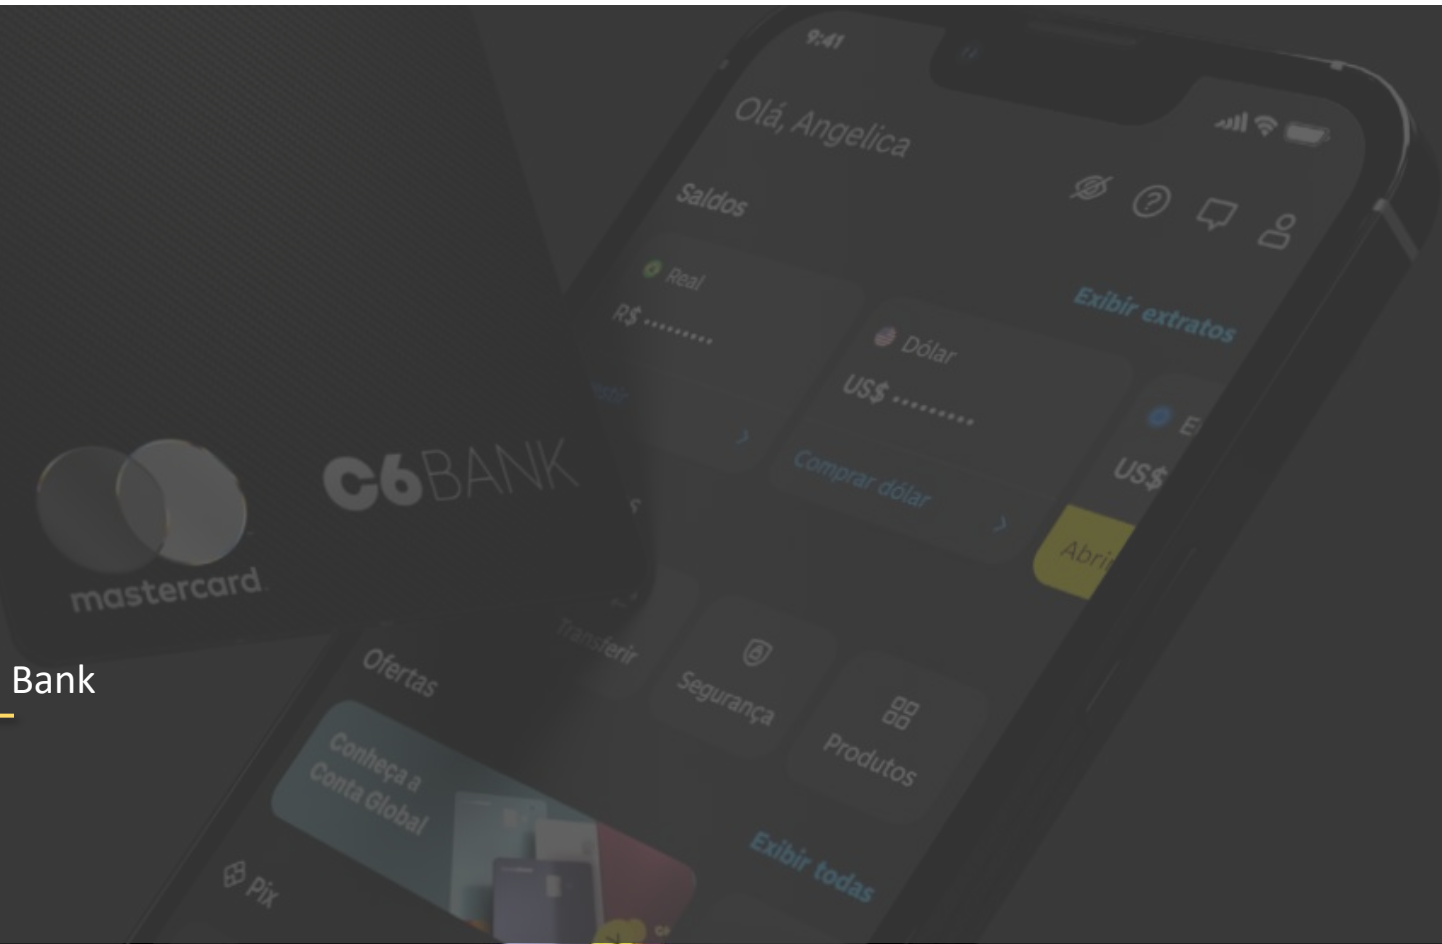 9:41
Olá, Angelica
Saldos
Exibir extratos
Real
R$ ·········
Dólar
US$ ·········
Comprar dólar
E
US$
Abrir
C6BANK
mastercard
Transferir
Segurança
Produtos
Bank
Ofertas
Conheça a
Conta Global
Exibir todas
Pix